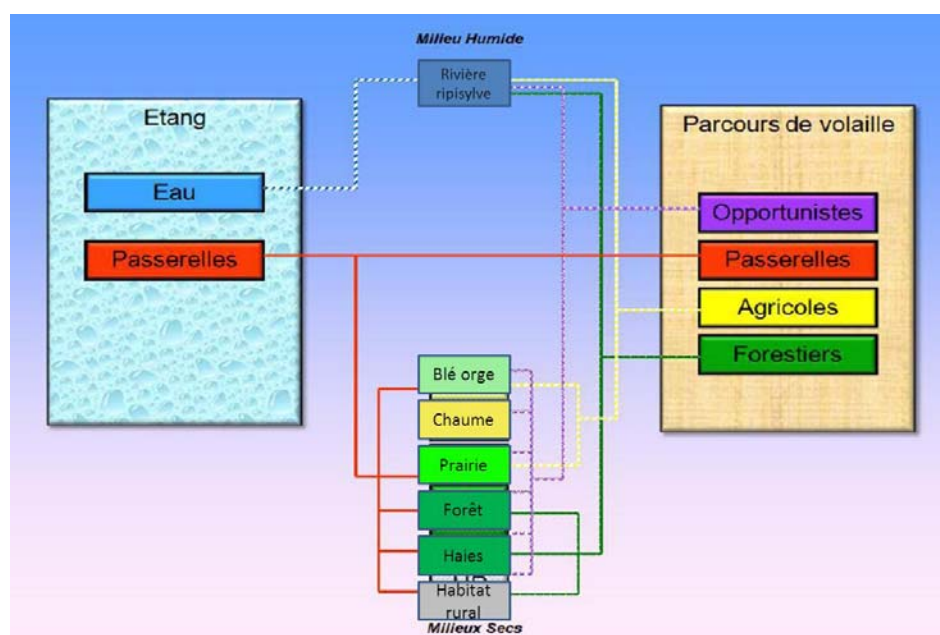 Milieu Humide
Rivière
ripisylve
Etang
Eau
Passerelles
Parcours de volaille
Opportunistes
Passerelles
Agricoles
Forestiers
Blé orge
Chaume
Prairie
Forêt
Haies
Habitat
rural
Milieux Secs